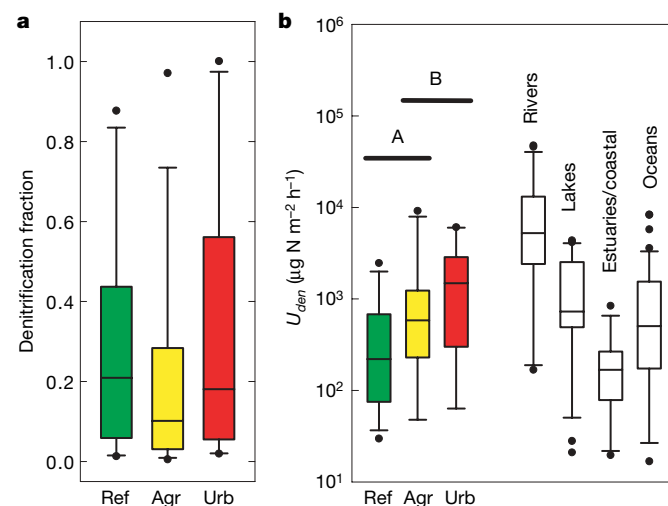 a
Denitrification fraction
1.0
0.8
0.6
0.4
0.2
0.0
Ref Agr Urb
b
U_den (μg N m⁻² h⁻¹)
10⁶
10⁵
10⁴
10³
10²
10¹
A
B
Rivers
Lakes
Estuaries/coastal
Oceans
Ref Agr Urb